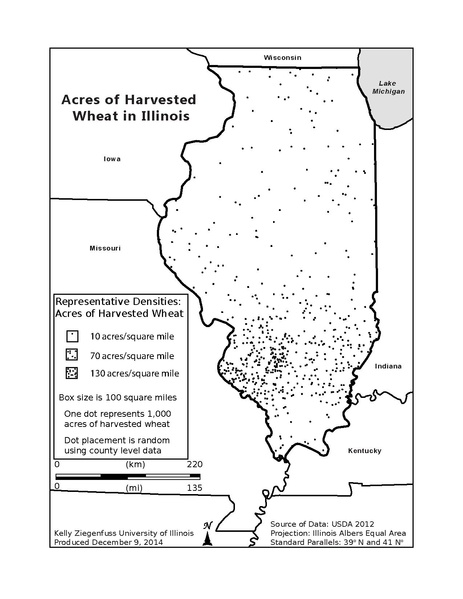 Wisconsin
Lake
Michigan
Acres of Harvested
Wheat in Illinois
Iowa
Missouri
Representative Densities:
Acres of Harvested Wheat
10 acres/square mile
70 acres/square mile
130 acres/square mile
Box size is 100 square miles
One dot represents 1,000
acres of harvested wheat
Dot placement is random
using county level data
Indiana
Kentucky
0 (km) 220
0 (mi) 135
N
Kelly Ziegenfuss University of Illinois
Produced December 9, 2014
Source of Data: USDA 2012
Projection: Illinois Albers Equal Area
Standard Parallels: 39° N and 41 N°